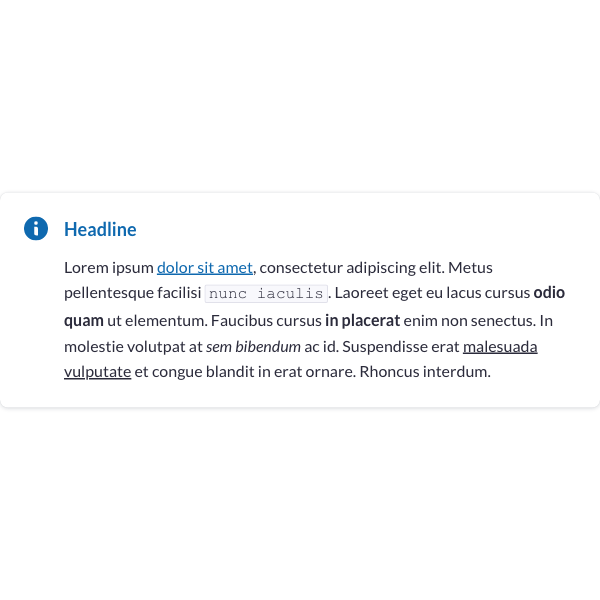 Headline
Lorem ipsum dolor sit amet, consectetur adipiscing elit. Metus
pellentesque facilisi nunc iaculis. Laoreet eget eu lacus cursus odio
quam ut elementum. Faucibus cursus in placerat enim non senectus. In
molestie volutpat at sem bibendum ac id. Suspendisse erat malesuada
vulputate et congue blandit in erat ornare. Rhoncus interdum.